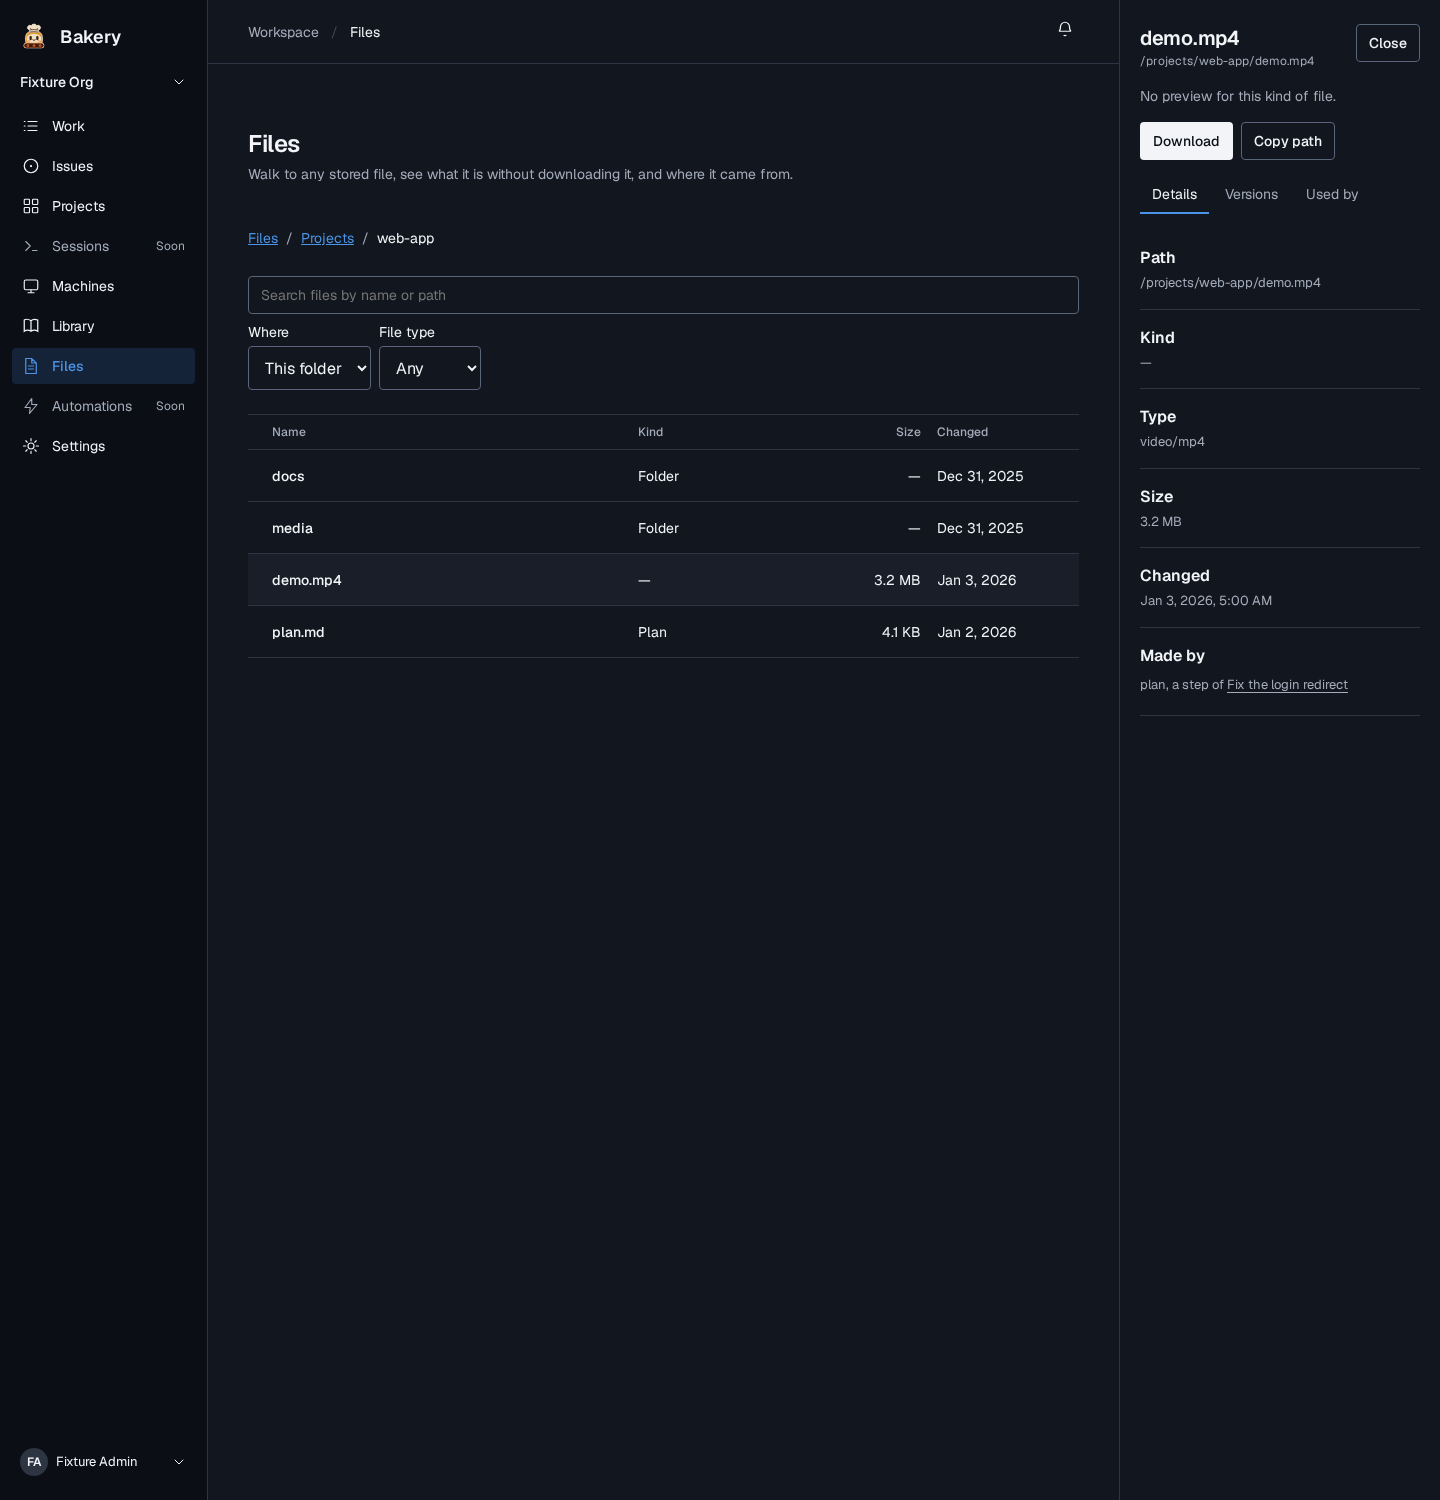 Bakery
Fixture Org
Work
Issues
Projects
Sessions Soon
Machines
Library
Files
Automations Soon
Settings
FA Fixture Admin
Workspace / Files
Files
Walk to any stored file, see what it is without downloading it, and where it came from.
Files / Projects / web-app
Search files by name or path
Where File type
This folder Any
Name Kind Size Changed
docs Folder — Dec 31, 2025
media Folder — Dec 31, 2025
demo.mp4 — 3.2 MB Jan 3, 2026
plan.md Plan 4.1 KB Jan 2, 2026
demo.mp4
Close
/projects/web-app/demo.mp4
No preview for this kind of file.
Download Copy path
Details Versions Used by
Path
/projects/web-app/demo.mp4
Kind
—
Type
video/mp4
Size
3.2 MB
Changed
Jan 3, 2026, 5:00 AM
Made by
plan, a step of Fix the login redirect